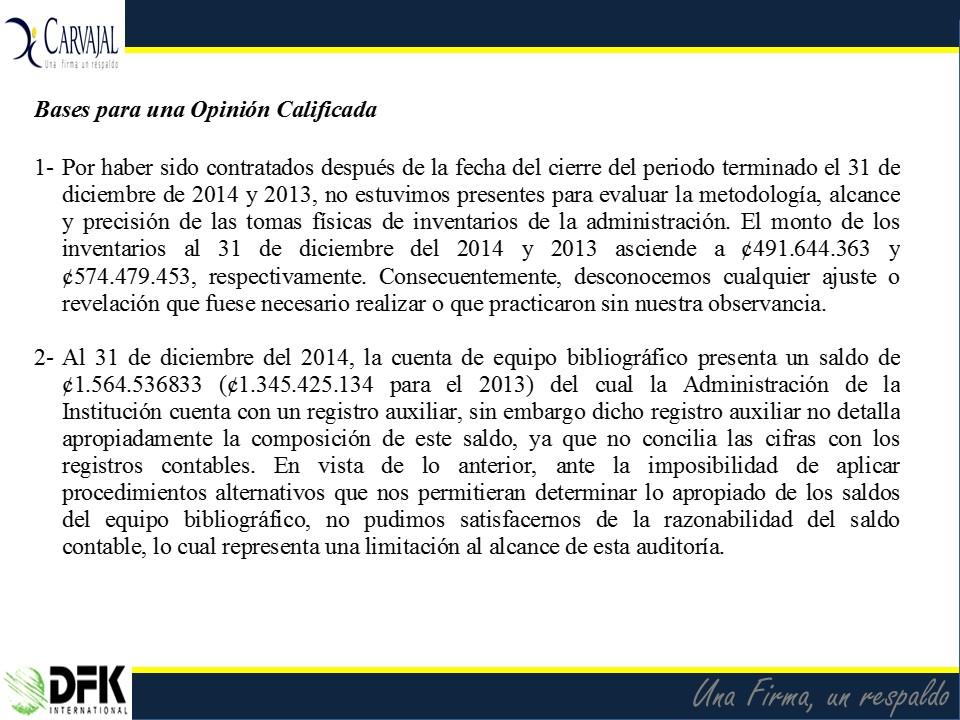 CARVAJAL
Una firma un respaldo
Bases para una Opinión Calificada
1- Por haber sido contratados después de la fecha del cierre del periodo terminado el 31 de
diciembre de 2014 y 2013, no estuvimos presentes para evaluar la metodología, alcance
y precisión de las tomas físicas de inventarios de la administración. El monto de los
inventarios al 31 de diciembre del 2014 y 2013 asciende a ¢491.644.363 y
¢574.479.453, respectivamente. Consecuentemente, desconocemos cualquier ajuste o
revelación que fuese necesario realizar o que practicaron sin nuestra observancia.
2- Al 31 de diciembre del 2014, la cuenta de equipo bibliográfico presenta un saldo de
¢1.564.536833 (¢1.345.425.134 para el 2013) del cual la Administración de la
Institución cuenta con un registro auxiliar, sin embargo dicho registro auxiliar no detalla
apropiadamente la composición de este saldo, ya que no concilia las cifras con los
registros contables. En vista de lo anterior, ante la imposibilidad de aplicar
procedimientos alternativos que nos permitieran determinar lo apropiado de los saldos
del equipo bibliográfico, no pudimos satisfacernos de la razonabilidad del saldo
contable, lo cual representa una limitación al alcance de esta auditoría.
DFK
INTERNATIONAL
Una Firma, un respaldo